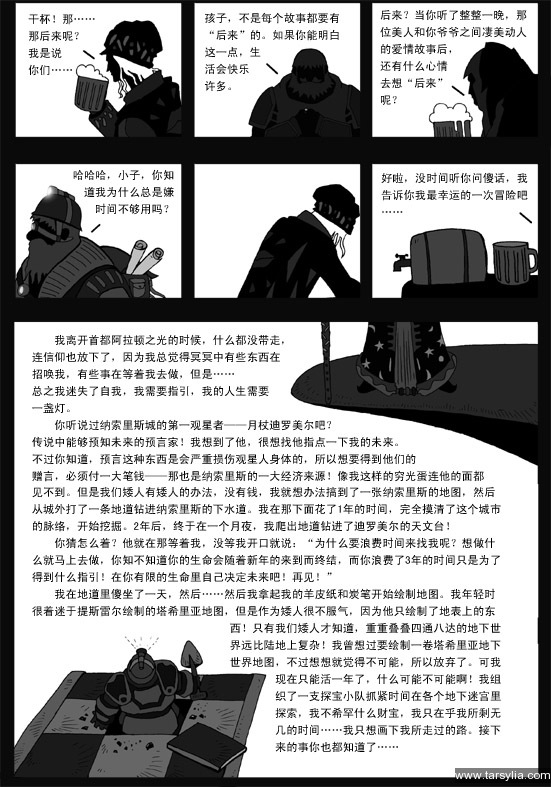 干杯！那……
那后来呢？
我是说
你们……
孩子，不是每个故事都要有
“后来”的。如果你能明白
这一点，生
活会快乐
许多。
后来？当你听了整整一晚，那
位美人和你爷爷之间凄美动人
的爱情故事后，
还有什么心情
去想“后来”
呢？
哈哈哈，小子，你知
道我为什么总是嫌
时间不够用吗？
好啦，没时间听你问傻话，我
告诉你我最幸运的一次冒险吧
……
我离开首都阿拉顿之光的时候，什么都没带走，
连信仰也放下了，因为我总觉得冥冥中有些东西在
召唤我，有些事在等着我去做，但是……
总之我迷失了自我，我需要指引，我的人生需要
一盏灯。
你听说过纳索里斯城的第一观星者——月杖迪罗美尔吧？
传说中能够预知未来的预言家！我想到了他，很想找他指点一下我的未来。
不过你知道，预言这种东西是会严重损伤观星人身体的，所以想要得到他们的
赠言，必须付一大笔钱——那也是纳索里斯的一大经济来源！像我这样的穷光蛋连他的面都
见不到。但是我们矮人有矮人的办法，没有钱，我就想办法搞到了一张纳索里斯的地图，然后
从城外打了一条地道钻进纳索里斯的下水道。我在那下面花了1年的时间，完全摸清了这个城市
的脉络，开始挖掘。2年后，终于在一个月夜，我爬出地道钻进了迪罗美尔的天文台！
你猜怎么着？他就在那等着我，没等我开口就说：“为什么要浪费时间来找我呢？想做什
么就马上去做，你知不知道你的生命会随着新年的来到而终结，而你浪费了3年的时间只是为了
得到什么指引！在你有限的生命里自己决定未来吧！再见！”
我在地道里傻坐了一天，然后……然后我拿起我的羊皮纸和炭笔开始绘制地图。我年轻时
很着迷于提斯雷尔绘制的塔希里亚地图，但是作为矮人很不服气，因为他只绘制了地表上的东
西！只有我们矮人才知道，重重叠叠四通八达的地下世
界远比陆地上复杂！我曾想过要绘制一卷塔希里亚地下
世界地图，不过想想就觉得不可能，所以放弃了。可我
现在只能活一年了，什么可能不可能啊！我组
织了一支探宝小队抓紧时间在各个地下迷宫里
探索，我不希罕什么财宝，我只在乎我所剩无
几的时间……我只想画下我所走过的路。接下
来的事你也都知道了……
www.tarsylia.com